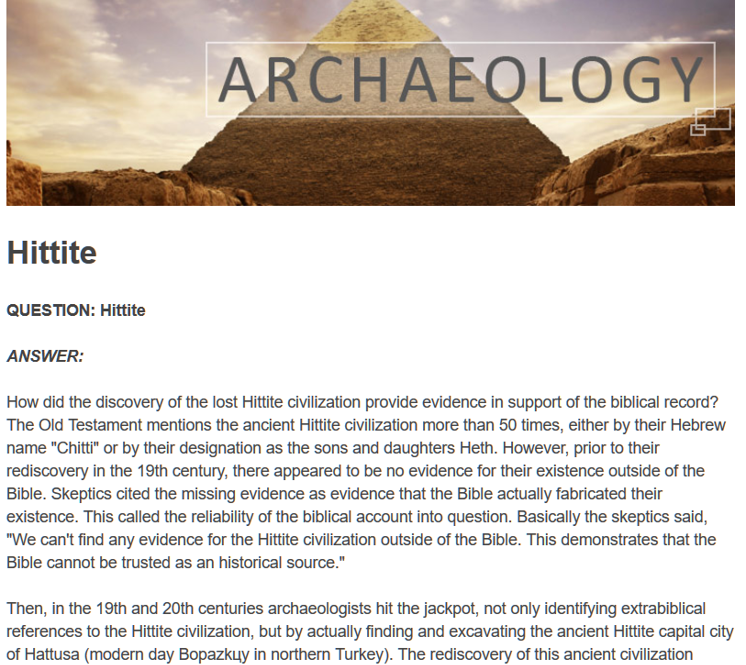 ARCHAEOLOGY
Hittite
QUESTION: Hittite
ANSWER:
How did the discovery of the lost Hittite civilization provide evidence in support of the biblical record?
The Old Testament mentions the ancient Hittite civilization more than 50 times, either by their Hebrew
name "Chitti" or by their designation as the sons and daughters Heth. However, prior to their
rediscovery in the 19th century, there appeared to be no evidence for their existence outside of the
Bible. Skeptics cited the missing evidence as evidence that the Bible actually fabricated their
existence. This called the reliability of the biblical account into question. Basically the skeptics said,
"We can't find any evidence for the Hittite civilization outside of the Bible. This demonstrates that the
Bible cannot be trusted as an historical source."
Then, in the 19th and 20th centuries archaeologists hit the jackpot, not only identifying extrabiblical
references to the Hittite civilization, but by actually finding and excavating the ancient Hittite capital city
of Hattusa (modern day Bopazkцy in northern Turkey). The rediscovery of this ancient civilization